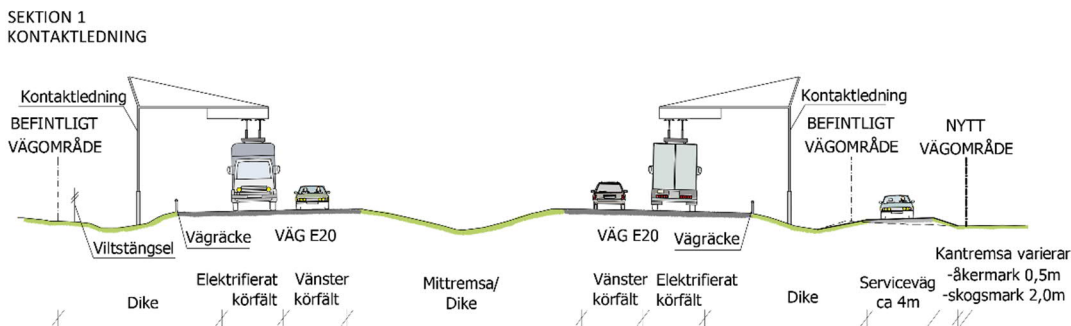 SEKTION 1
KONTAKTLEDNING
Kontaktledning
BEFINTLIGT
VÄGOMRÅDE
Viltstängsel
Vägräcke
VÄG E20
Dike
Elektrifierat
körfält
Vänster
körfält
Mittremsa/
Dike
VÄG E20
Vägräcke
Vänster
körfält
Elektrifierat
körfält
Dike
Kontaktledning
BEFINTLIGT
VÄGOMRÅDE
NYTT
VÄGOMRÅDE
Serviceväg
ca 4m
Kantremsa varierar
-åkermark 0,5m
-skogsmark 2,0m